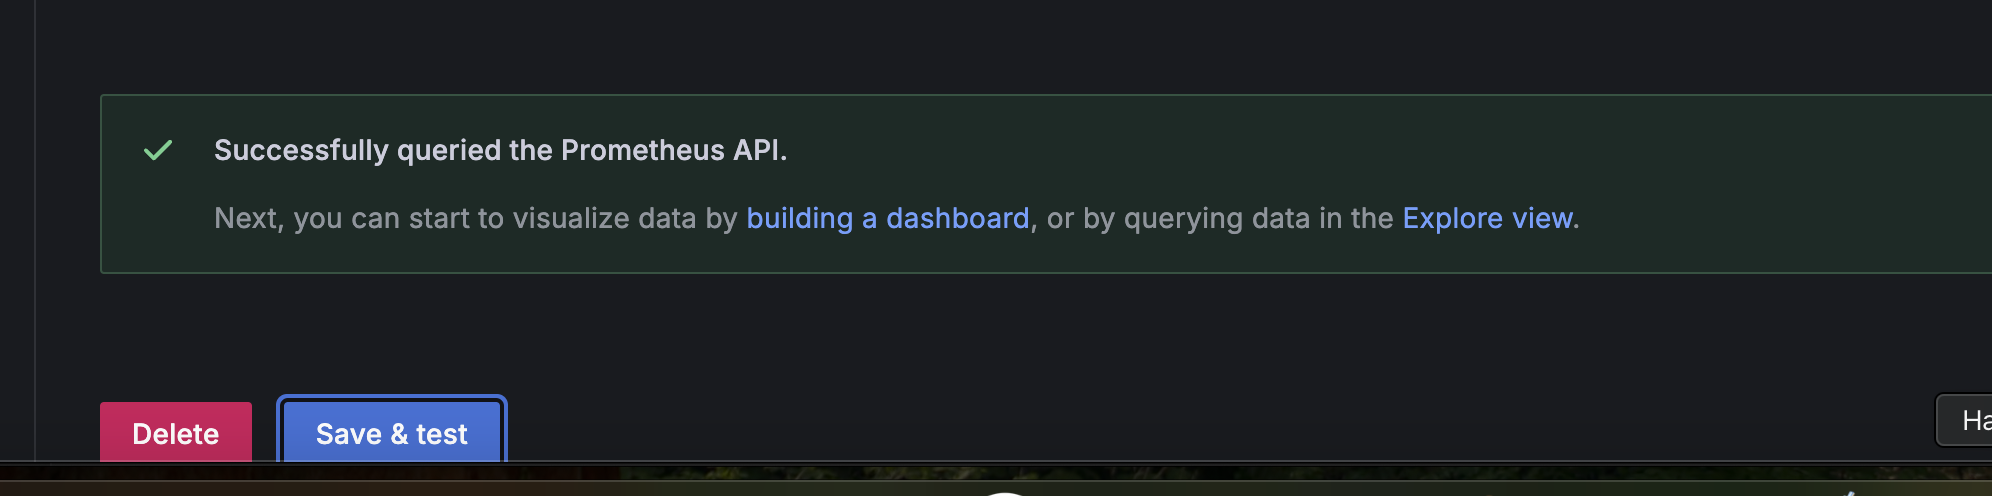 Successfully queried the Prometheus API.
Next, you can start to visualize data by building a dashboard, or by querying data in the Explore view.
Delete
Save & test